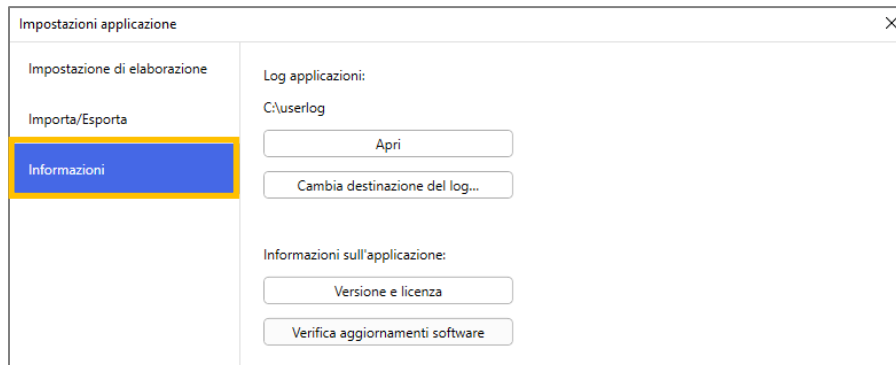 Impostazioni applicazione
Impostazione di elaborazione
Importa/Esporta
Informazioni
Log applicazioni:
C:\userlog
Apri
Cambia destinazione del log...
Informazioni sull'applicazione:
Versione e licenza
Verifica aggiornamenti software